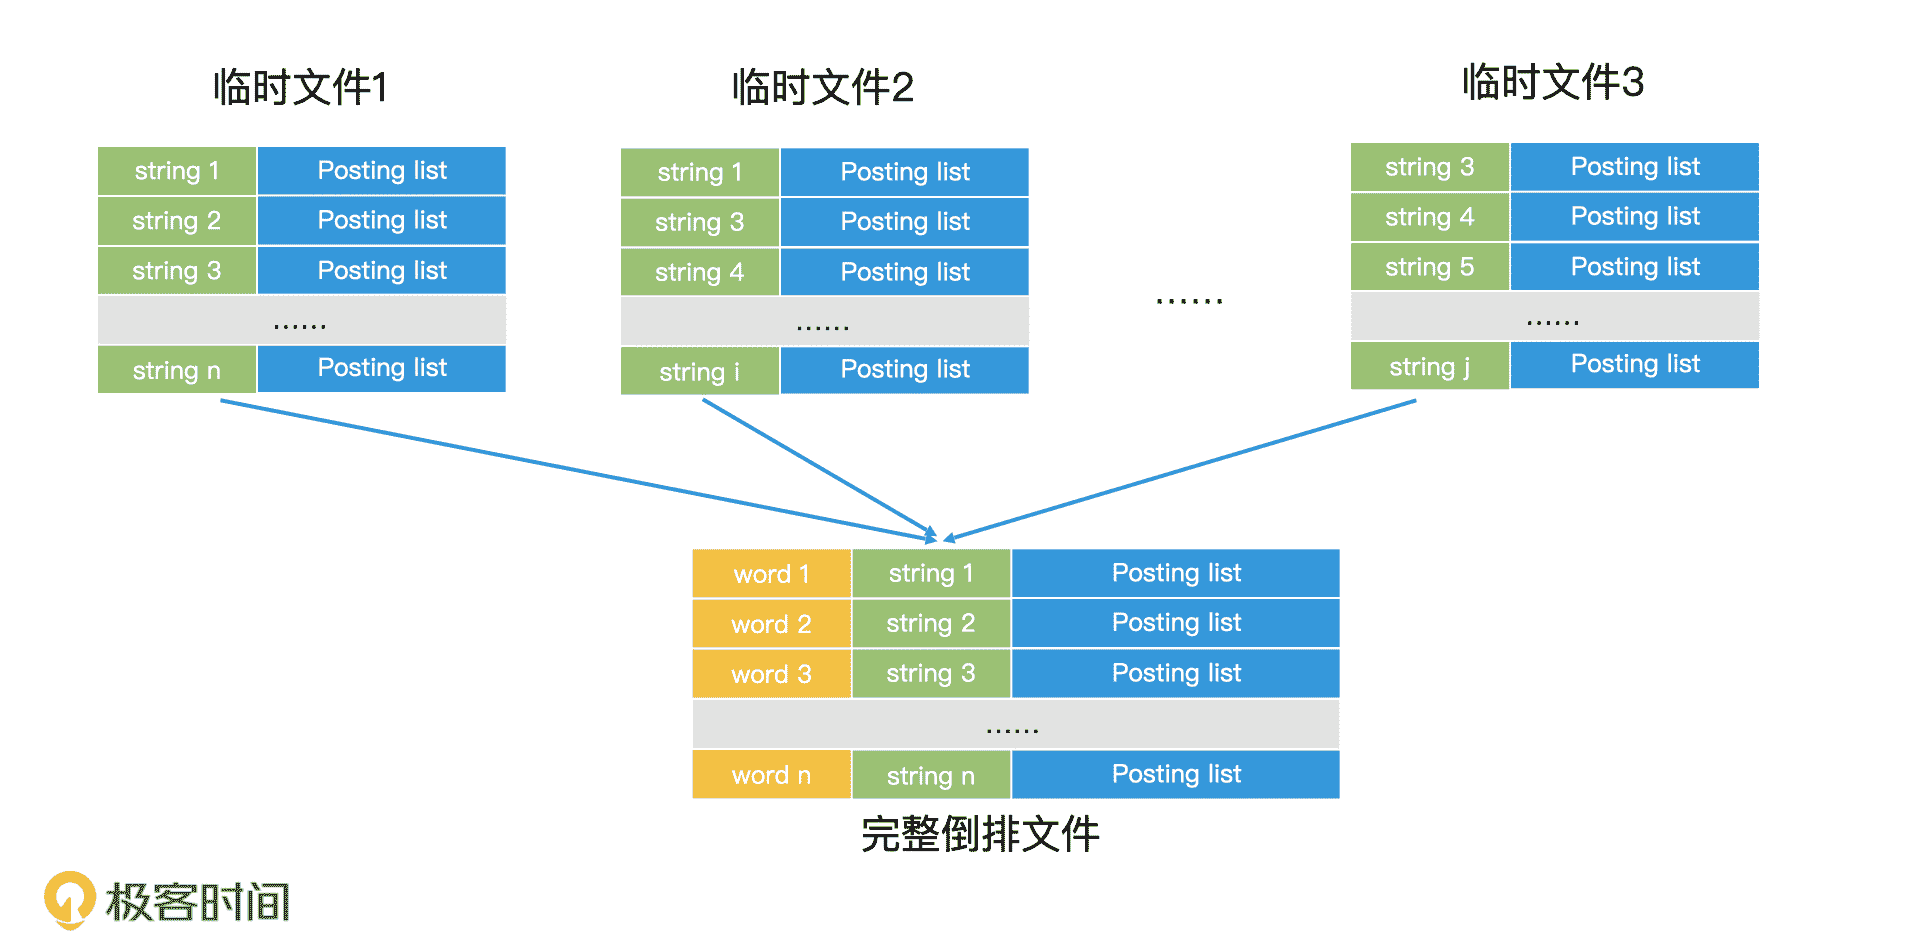 临时文件1
临时文件2
临时文件3
string 1 Posting list
string 2 Posting list
string 3 Posting list
......
string n Posting list
string 1 Posting list
string 3 Posting list
string 4 Posting list
......
string i Posting list
......
string 3 Posting list
string 4 Posting list
string 5 Posting list
......
string j Posting list
word 1 string 1 Posting list
word 2 string 2 Posting list
word 3 string 3 Posting list
......
word n string n Posting list
完整倒排文件
极客时间